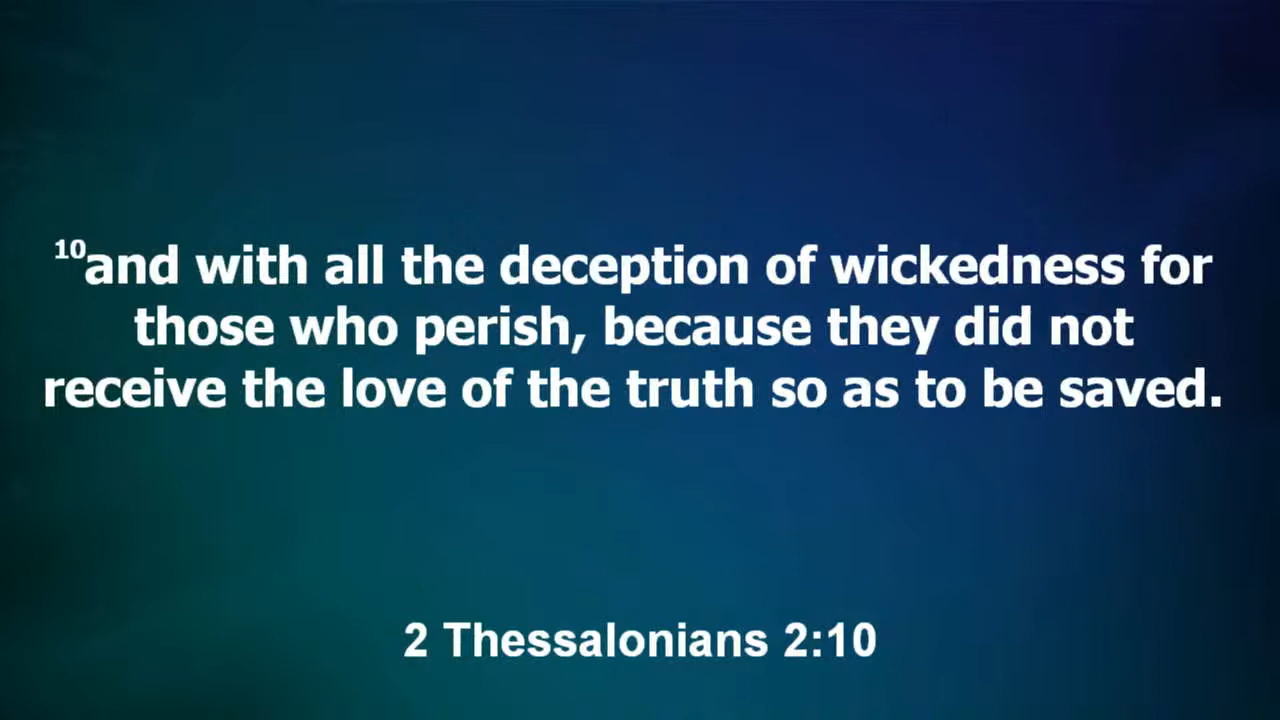 ¹⁰and with all the deception of wickedness for
those who perish, because they did not
receive the love of the truth so as to be saved.
2 Thessalonians 2:10